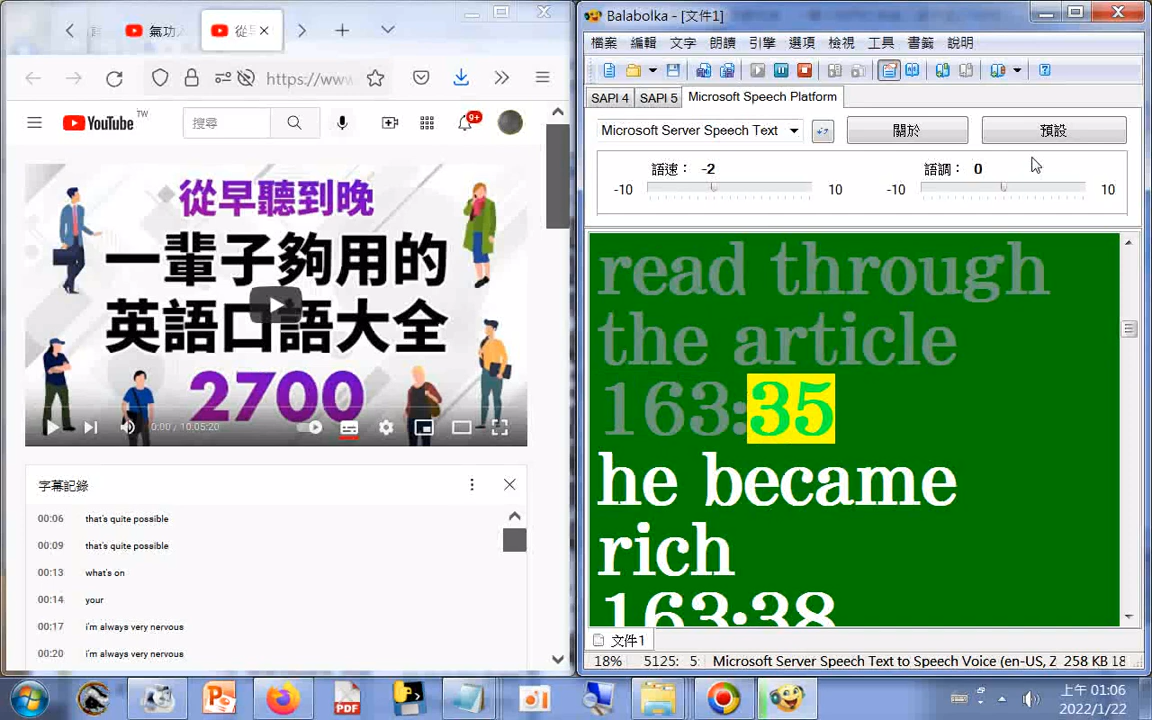 氣功
從
https://www
YouTube TW
搜尋
9+
從早聽到晚
一輩子夠用的
英語口語大全
2700
0:00 / 10:05:20
字幕記錄
00:06 that's quite possible
00:09 that's quite possible
00:13 what's on
00:14 your
00:17 i'm always very nervous
00:20 i'm always very nervous
Balabolka - [文件1]
檔案 編輯 文字 朗讀 引擎 選項 檢視 工具 書籤 說明
SAPI 4 SAPI 5 Microsoft Speech Platform
Microsoft Server Speech Text 關於 預設
語速： -2 語調： 0
-10 10 -10 10
read through
the article
163:35
he became
rich
163:38
文件1
18% 5125: 5: Microsoft Server Speech Text to Speech Voice (en-US, Z 258 KB 18
PDF
上午 01:06
2022/1/22